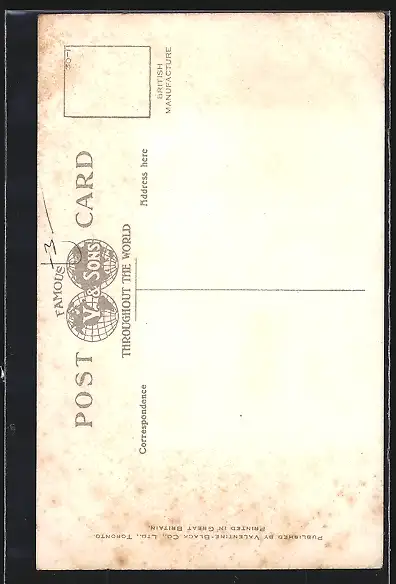 POST CARD
FAMOUS
V. & SONS
THROUGHOUT THE WORLD
Correspondence
Address here
BRITISH
MANUFACTURE
3
PUBLISHED BY VALENTINE-BLACK CO., LTD., TORONTO.
PRINTED IN GREAT BRITAIN.